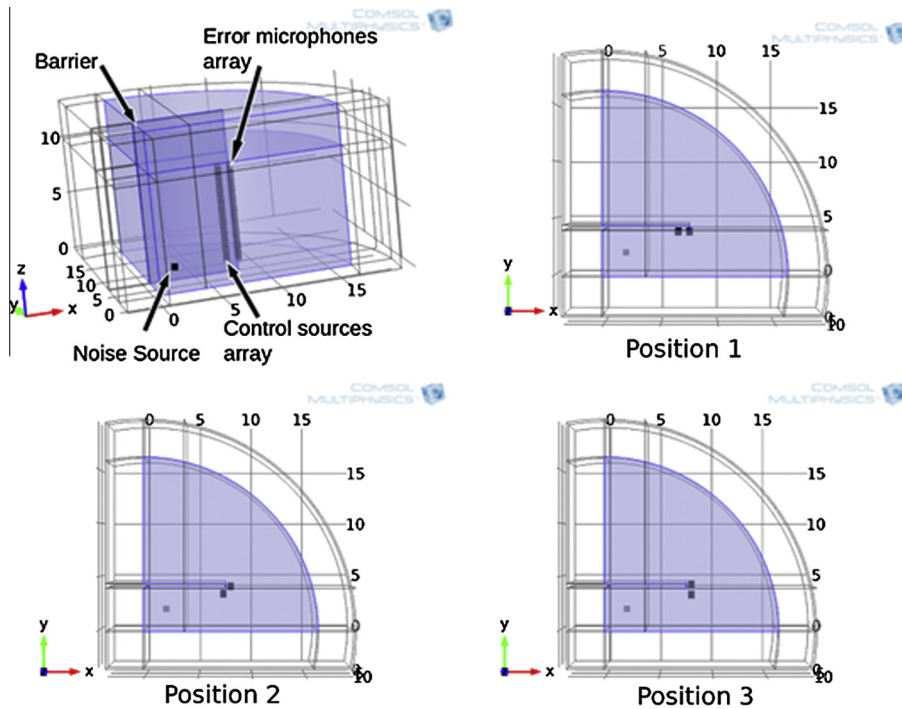 COMSOL
MULTIPHYSICS
Error microphones
array
Barrier
10
5
0
15
10
5
0
0
5
10
15
z
y
x
Noise Source
Control sources
array
COMSOL
MULTIPHYSICS
0 5 10 15
15
10
5
0
y
x
10
Position 1
COMSOL
MULTIPHYSICS
0 5 10 15
15
10
5
0
y
x
10
Position 2
COMSOL
MULTIPHYSICS
0 5 10 15
15
10
5
0
y
x
10
Position 3